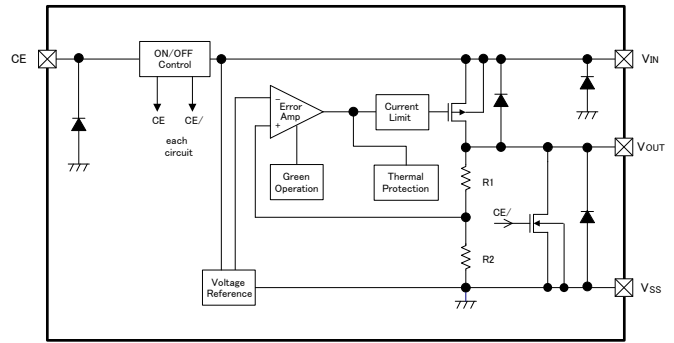 CE
ON/OFF
Control
VIN
CE
CE/
each
circuit
−
Error
Amp
+
Current
Limit
Green
Operation
Thermal
Protection
VOUT
R1
CE/
R2
Voltage
Reference
VSS